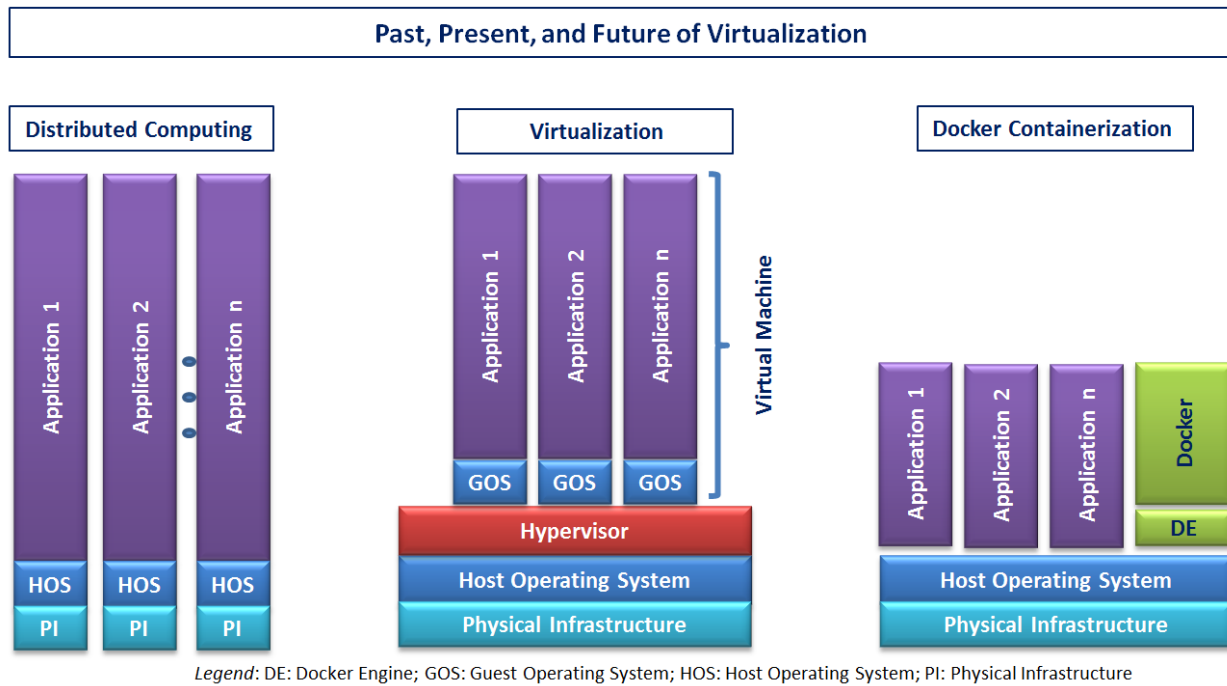 Past, Present, and Future of Virtualization
Distributed Computing
Application 1
Application 2
Application n
HOS
HOS
HOS
PI
PI
PI
Virtualization
Application 1
Application 2
Application n
Virtual Machine
GOS
GOS
GOS
Hypervisor
Host Operating System
Physical Infrastructure
Docker Containerization
Application 1
Application 2
Application n
Docker
DE
Host Operating System
Physical Infrastructure
Legend: DE: Docker Engine; GOS: Guest Operating System; HOS: Host Operating System; PI: Physical Infrastructure